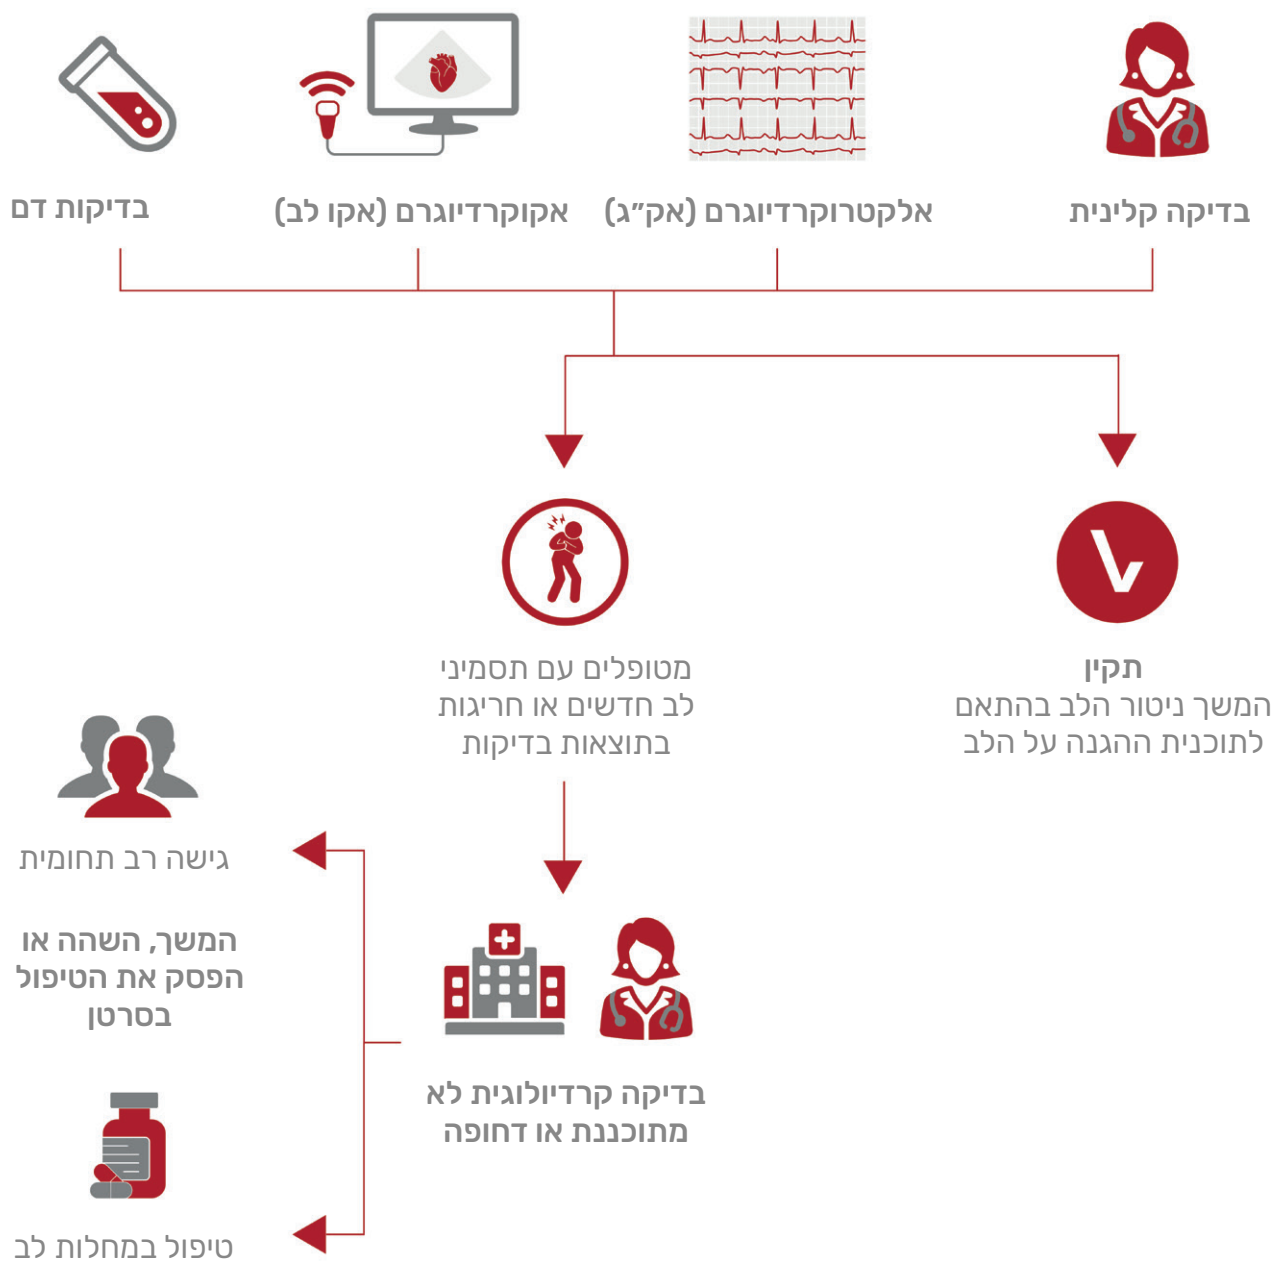 בדיקה קלינית
אלקטרוקרדיוגרם (אק״ג)
אקוקרדיוגרם (אקו לב)
בדיקות דם
תקין
המשך ניטור הלב בהתאם
לתוכנית ההגנה על הלב
מטופלים עם תסמיני
לב חדשים או חריגות
בתוצאות בדיקות
בדיקה קרדיולוגית לא
מתוכננת או דחופה
גישה רב תחומית
המשך, השהה או
הפסק את הטיפול
בסרטן
טיפול במחלות לב